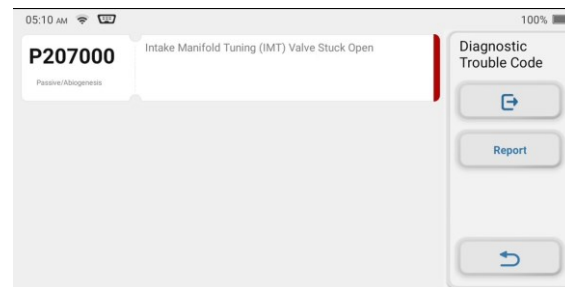 05:10 AM
100%
P207000
Passive/Abiogenesis
Intake Manifold Tuning (IMT) Valve Stuck Open
Diagnostic
Trouble Code
Report